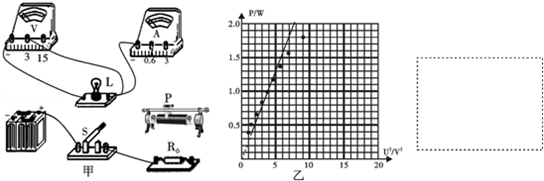 V
− 3 15
A
− 0.6 3
L
P
− +
S
R₀
甲
P/W
2.0
1.5
1.0
0.5
0 5 10 15 20
U²/V²
乙